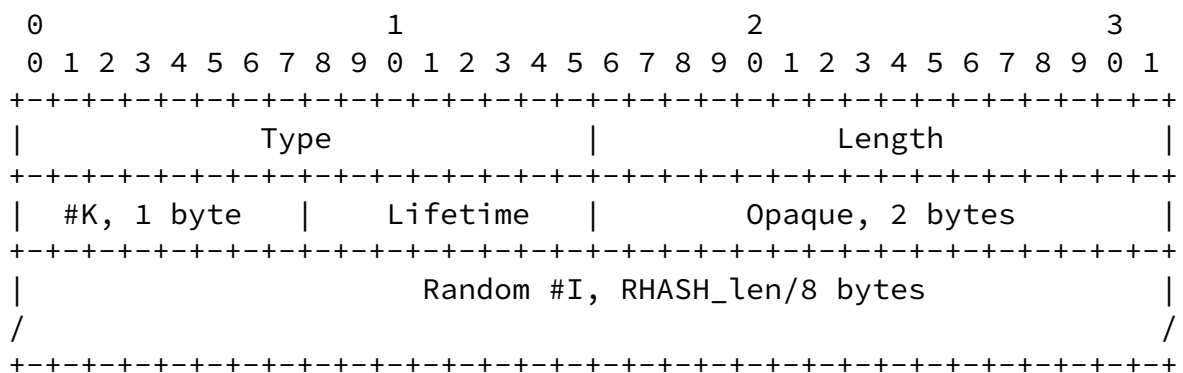 0                   1                   2                   3
0 1 2 3 4 5 6 7 8 9 0 1 2 3 4 5 6 7 8 9 0 1 2 3 4 5 6 7 8 9 0 1
+-+-+-+-+-+-+-+-+-+-+-+-+-+-+-+-+-+-+-+-+-+-+-+-+-+-+-+-+-+-+-+-+
|             Type              |             Length            |
+-+-+-+-+-+-+-+-+-+-+-+-+-+-+-+-+-+-+-+-+-+-+-+-+-+-+-+-+-+-+-+-+
|  #K, 1 byte   |    Lifetime   |        Opaque, 2 bytes        |
+-+-+-+-+-+-+-+-+-+-+-+-+-+-+-+-+-+-+-+-+-+-+-+-+-+-+-+-+-+-+-+-+
|                      Random #I, RHASH_len/8 bytes             |
/                                                               /
+-+-+-+-+-+-+-+-+-+-+-+-+-+-+-+-+-+-+-+-+-+-+-+-+-+-+-+-+-+-+-+-+